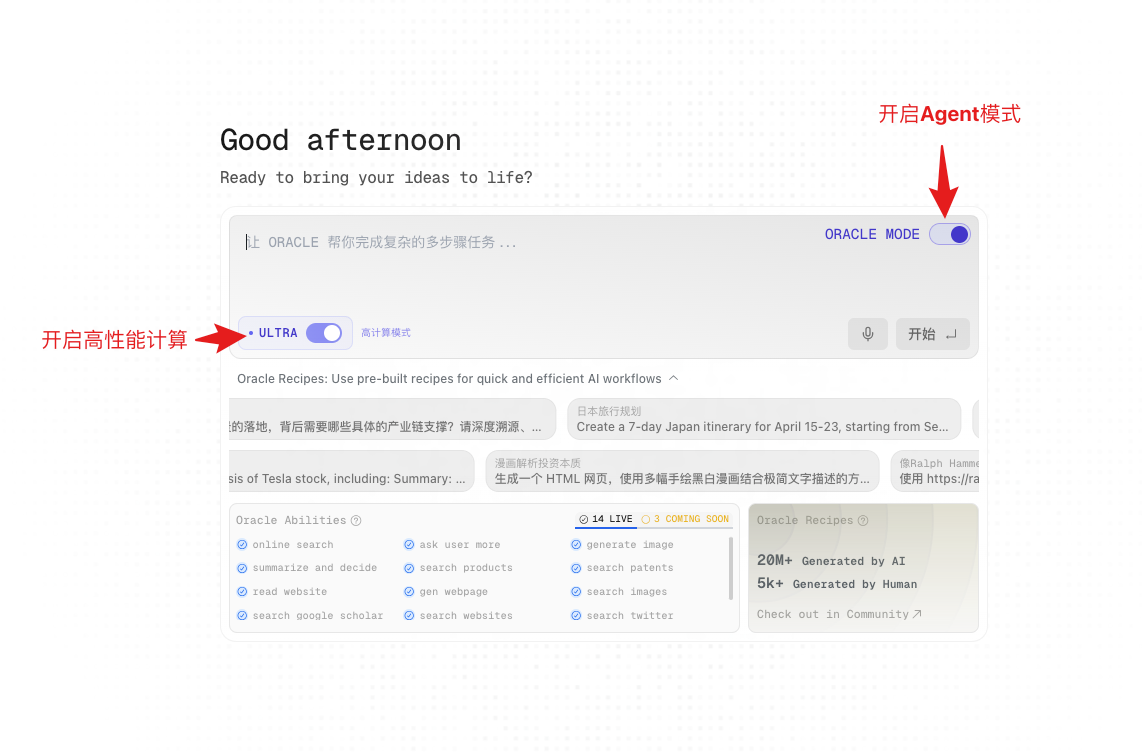 开启Agent模式
Good afternoon
Ready to bring your ideas to life?
让 ORACLE 帮你完成复杂的多步骤任务...
ORACLE MODE
开启高性能计算
ULTRA
高计算模式
开始
Oracle Recipes: Use pre-built recipes for quick and efficient AI workflows
的落地，背后需要哪些具体的产业链支撑？请深度溯源、...
日本旅行规划
Create a 7-day Japan itinerary for April 15-23, starting from Se...
sis of Tesla stock, including: Summary: ...
漫画解析投资本质
生成一个 HTML 网页，使用多幅手绘黑白漫画结合极简文字描述的方...
像Ralph Hamme
使用 https://ra
Oracle Abilities
14 LIVE
3 COMING SOON
online search
ask user more
generate image
summarize and decide
search products
search patents
read website
gen webpage
search images
search google scholar
search websites
search twitter
Oracle Recipes
20M+ Generated by AI
5k+ Generated by Human
Check out in Community